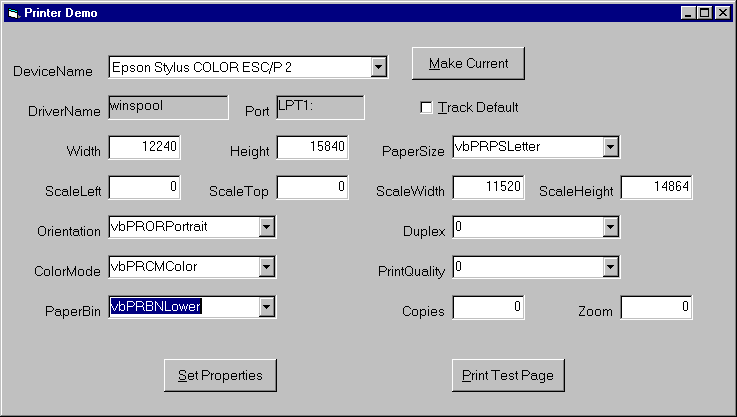 Printer Demo
DeviceName Epson Stylus COLOR ESC/P 2 Make Current
DriverName winspool Port LPT1: Track Default
Width 12240 Height 15840 PaperSize vbPRPSLetter
ScaleLeft 0 ScaleTop 0 ScaleWidth 11520 ScaleHeight 14864
Orientation vbPRORPortrait Duplex 0
ColorMode vbPRCMColor PrintQuality 0
PaperBin vbPRBNLower Copies 0 Zoom 0
Set Properties Print Test Page